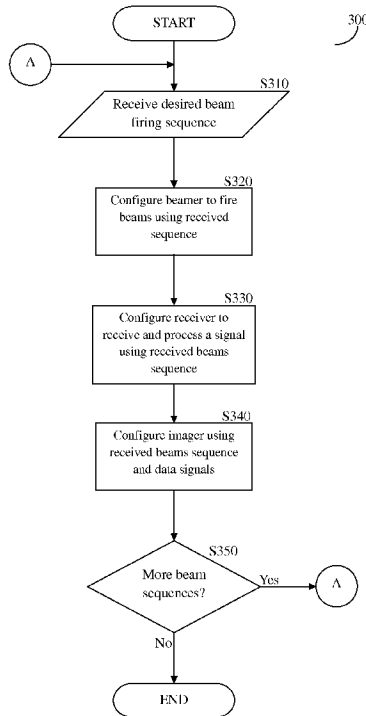 START
300
A
S310
Receive desired beam
firing sequence
S320
Configure beamer to fire
beams using received
sequence
S330
Configure receiver to
receive and process a signal
using received beams
sequence
S340
Configure imager using
received beams sequence
and data signals
S350
More beam
sequences?
Yes
A
No
END